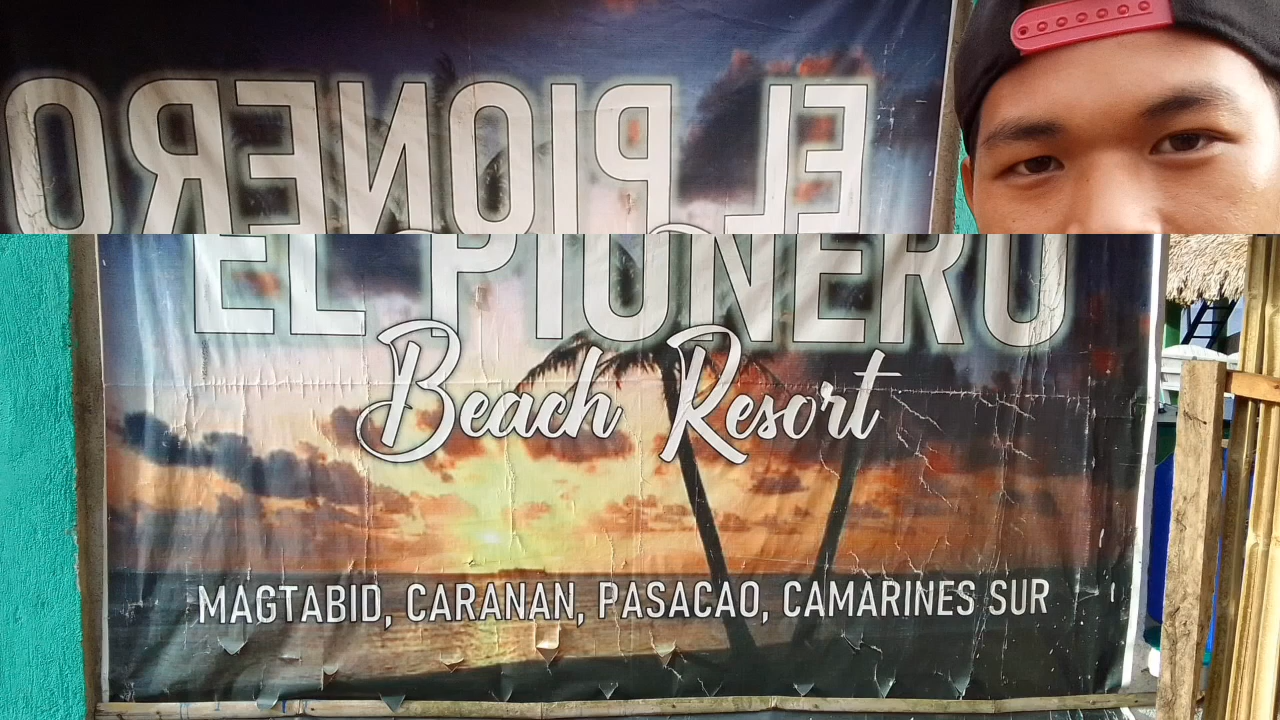 EL PIONERO
EL PIONERO
Beach Resort
MAGTABID, CARANAN, PASACAO, CAMARINES SUR